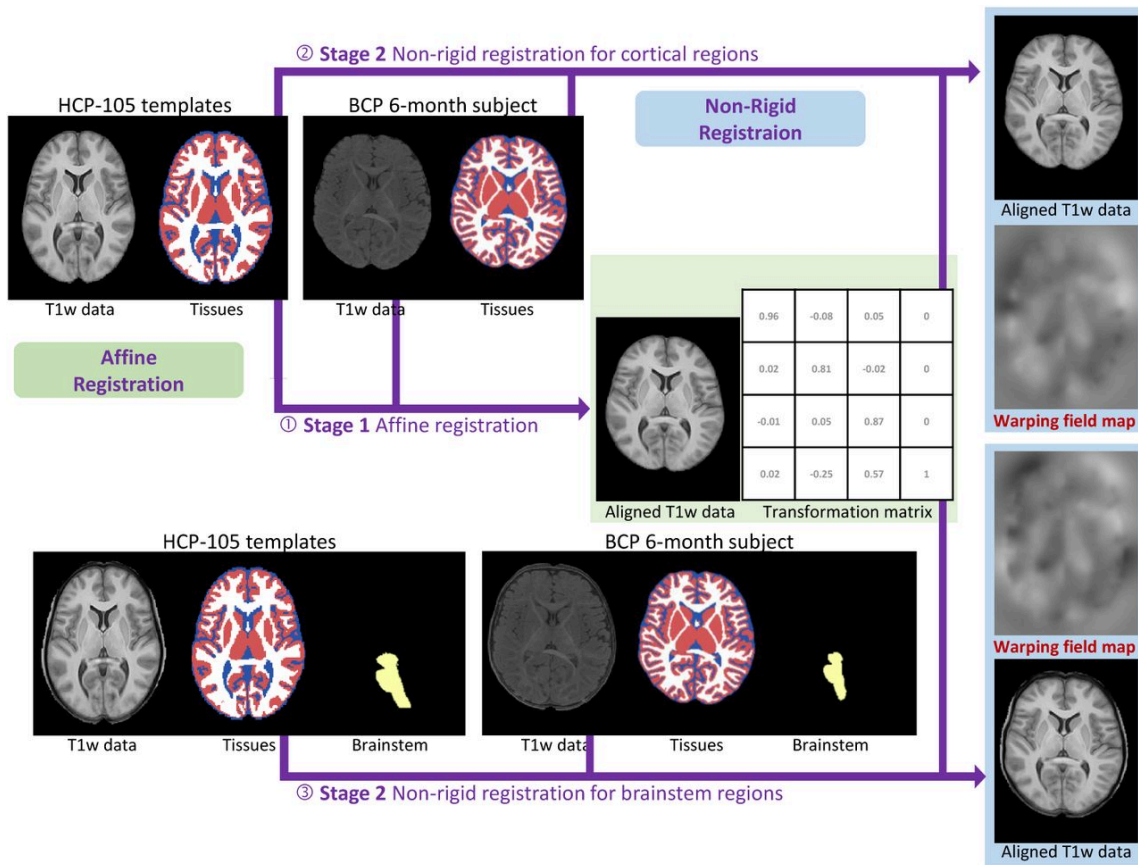 ② Stage 2 Non-rigid registration for cortical regions
HCP-105 templates
BCP 6-month subject
Non-Rigid
Registraion
T1w data
Tissues
T1w data
Tissues
Aligned T1w data
Warping field map
Affine
Registration
① Stage 1 Affine registration
0.96 -0.08 0.05 0
0.02 0.81 -0.02 0
-0.01 0.05 0.87 0
0.02 -0.25 0.57 1
Aligned T1w data
Transformation matrix
HCP-105 templates
BCP 6-month subject
T1w data
Tissues
Brainstem
T1w data
Tissues
Brainstem
③ Stage 2 Non-rigid registration for brainstem regions
Warping field map
Aligned T1w data